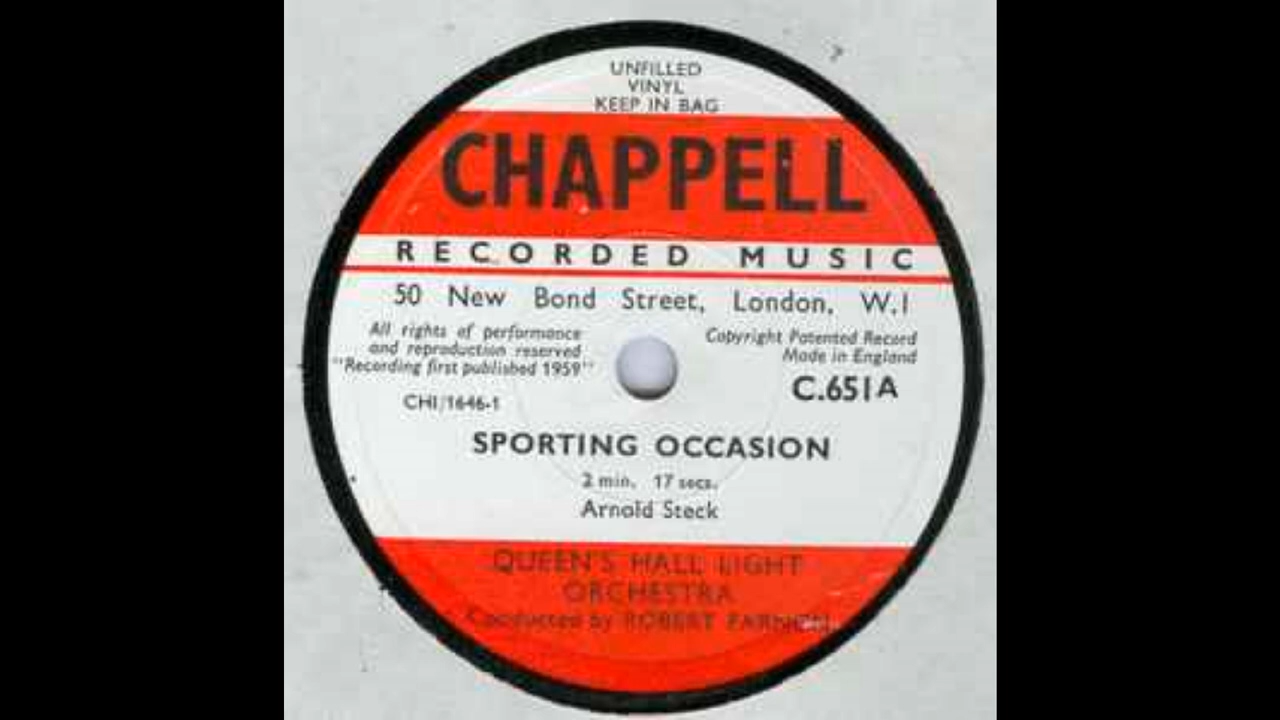 UNFILLED
VINYL
KEEP IN BAG
CHAPPELL
RECORDED MUSIC
50 New Bond Street, London, W.1
All rights of performance
and reproduction reserved
"Recording first published 1959"
Copyright Patented Record
Made in England
CHI/1646-1
C.651A
SPORTING OCCASION
2 min. 17 secs.
Arnold Steck
QUEEN'S HALL LIGHT
ORCHESTRA
Conducted by ROBERT FARNON